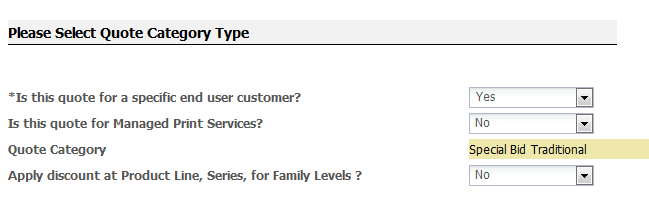 Please Select Quote Category Type
*Is this quote for a specific end user customer? Yes
Is this quote for Managed Print Services? No
Quote Category Special Bid Traditional
Apply discount at Product Line, Series, for Family Levels ? No